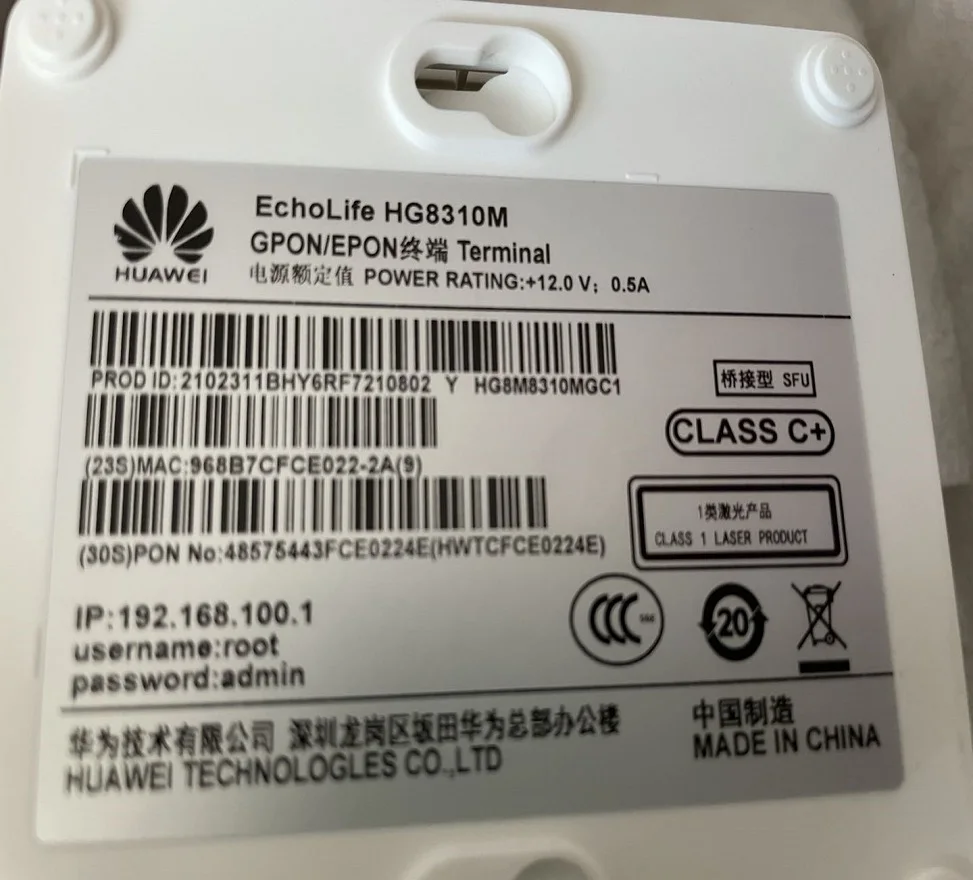 HUAWEI
EchoLife HG8310M
GPON/EPON终端 Terminal
电源额定值 POWER RATING:+12.0 V; 0.5A
PROD ID:2102311BHY6RF7210802 Y HG8M8310MGC1
桥接型 SFU
CLASS C+
(23S)MAC:968B7CFCE022-2A(9)
1类激光产品
CLASS 1 LASER PRODUCT
(30S)PON No:48575443FCE0224E(HWTCFCE0224E)
IP:192.168.100.1
username:root
password:admin
20
华为技术有限公司 深圳龙岗区坂田华为总部办公楼
HUAWEI TECHNOLOGLES CO.,LTD
中国制造
MADE IN CHINA